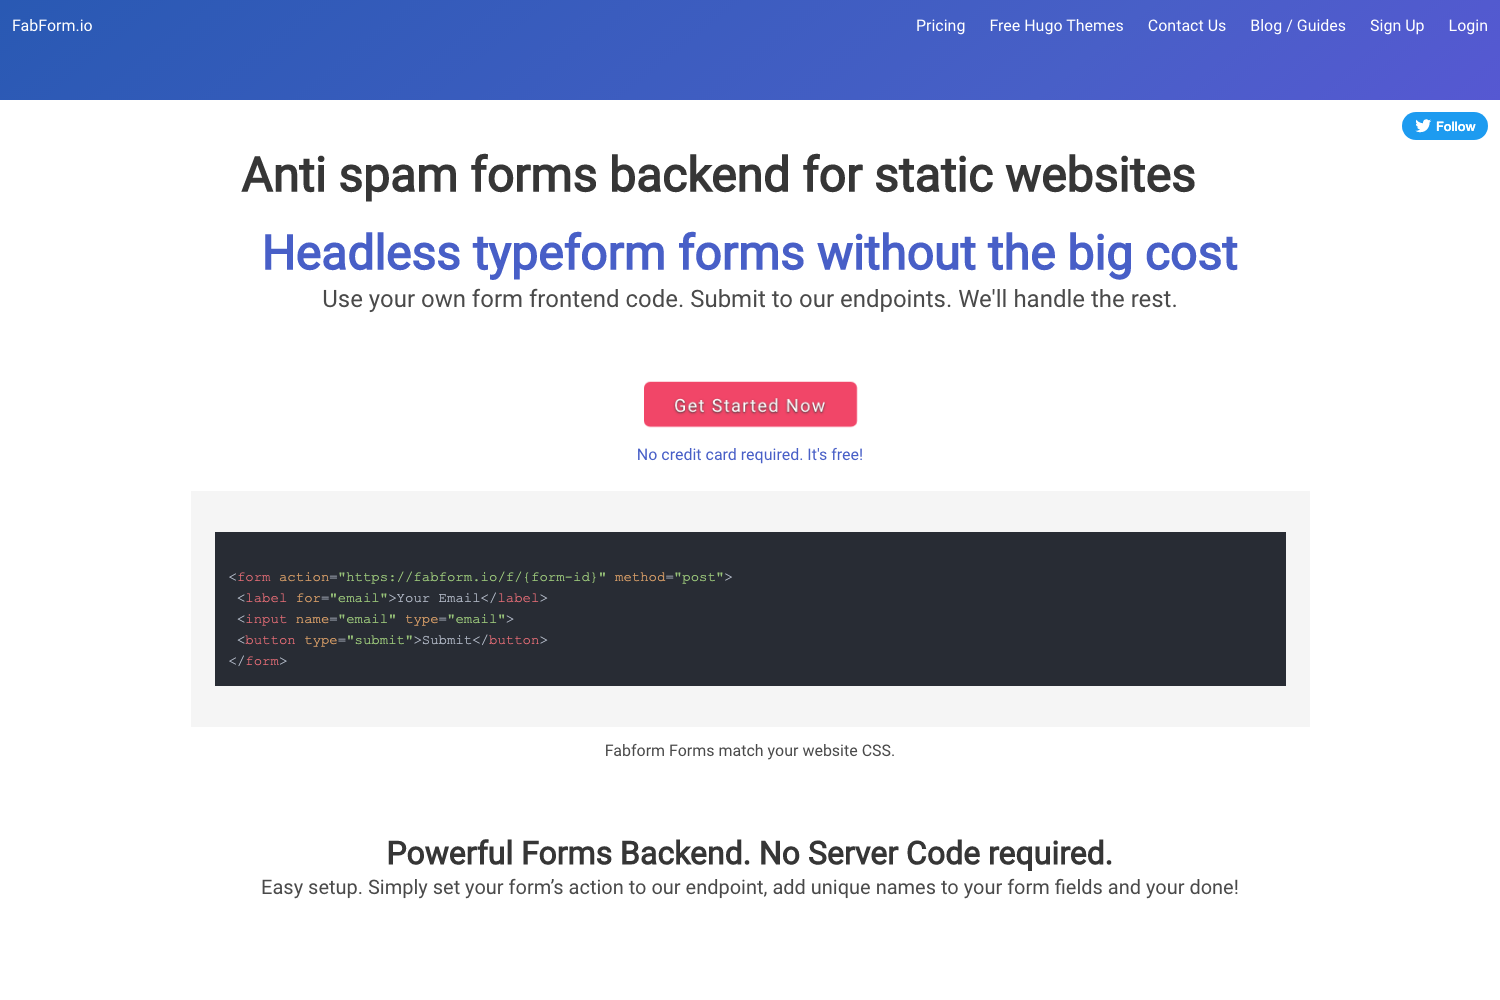 FabForm.io
Pricing Free Hugo Themes Contact Us Blog / Guides Sign Up Login
Follow
Anti spam forms backend for static websites
Headless typeform forms without the big cost
Use your own form frontend code. Submit to our endpoints. We'll handle the rest.
Get Started Now
No credit card required. It's free!
<form action="https://fabform.io/f/{form-id}" method="post">
 <label for="email">Your Email</label>
 <input name="email" type="email">
 <button type="submit">Submit</button>
</form>
Fabform Forms match your website CSS.
Powerful Forms Backend. No Server Code required.
Easy setup. Simply set your form’s action to our endpoint, add unique names to your form fields and your done!